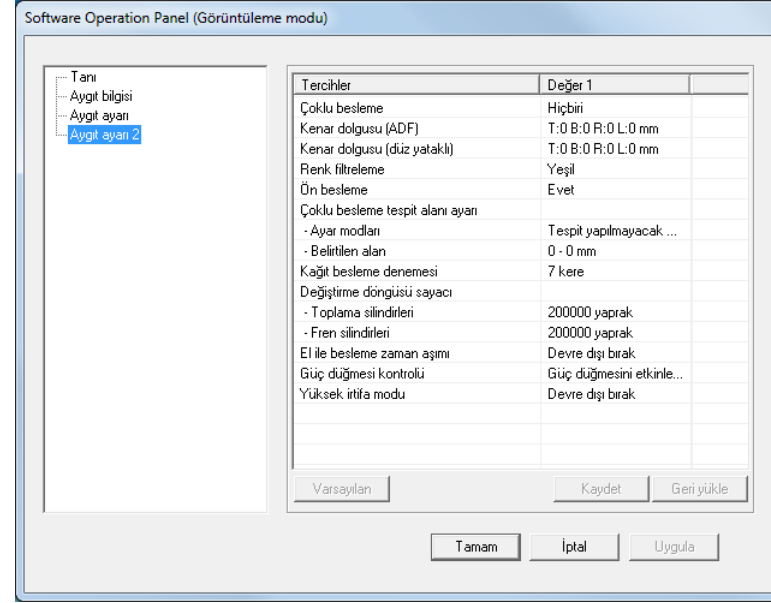 Software Operation Panel (Görüntüleme modu)
Tanı
Aygıt bilgisi
Aygıt ayarı
Aygıt ayarı 2
Tercihler Değer 1
Çoklu besleme Hiçbiri
Kenar dolgusu (ADF) T:0 B:0 R:0 L:0 mm
Kenar dolgusu (düz yataklı) T:0 B:0 R:0 L:0 mm
Renk filtreleme Yeşil
Ön besleme Evet
Çoklu besleme tespit alanı ayarı
- Ayar modları Tespit yapılmayacak ...
- Belirtilen alan 0 - 0 mm
Kağıt besleme denemesi 7 kere
Değiştirme döngüsü sayacı
- Toplama silindirleri 200000 yaprak
- Fren silindirleri 200000 yaprak
El ile besleme zaman aşımı Devre dışı bırak
Güç düğmesi kontrolü Güç düğmesini etkinle...
Yüksek irtifa modu Devre dışı bırak
Varsayılan Kaydet Geri yükle
Tamam İptal Uygula